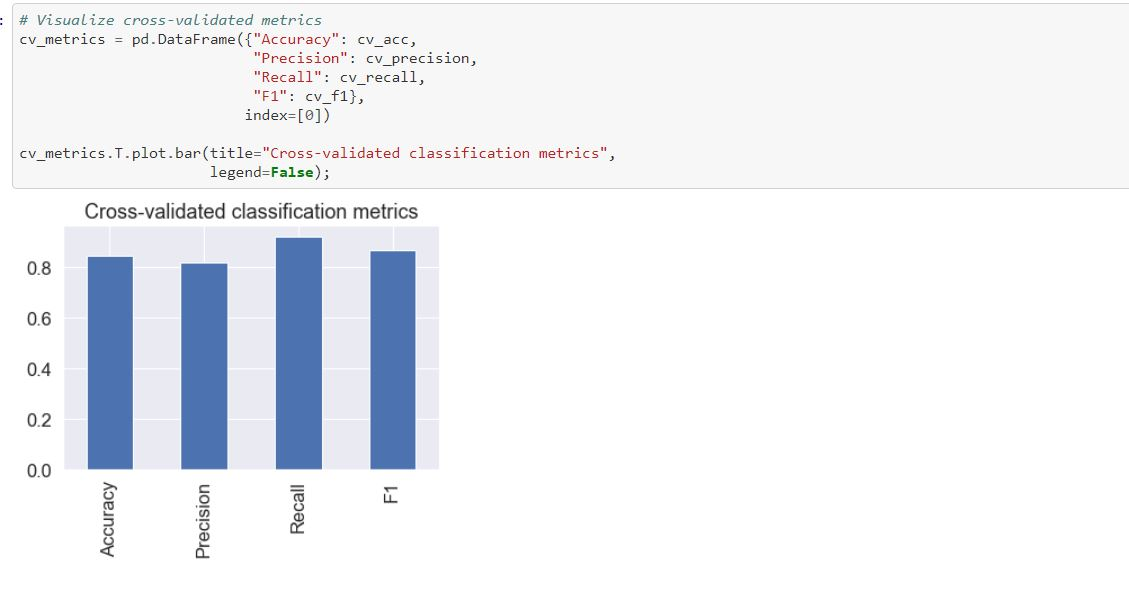 :
# Visualize cross-validated metrics
cv_metrics = pd.DataFrame({"Accuracy": cv_acc,
                           "Precision": cv_precision,
                           "Recall": cv_recall,
                           "F1": cv_f1},
                          index=[0])
cv_metrics.T.plot.bar(title="Cross-validated classification metrics",
                      legend=False);
Cross-validated classification metrics
0.8
0.6
0.4
0.2
0.0
Accuracy
Precision
Recall
F1